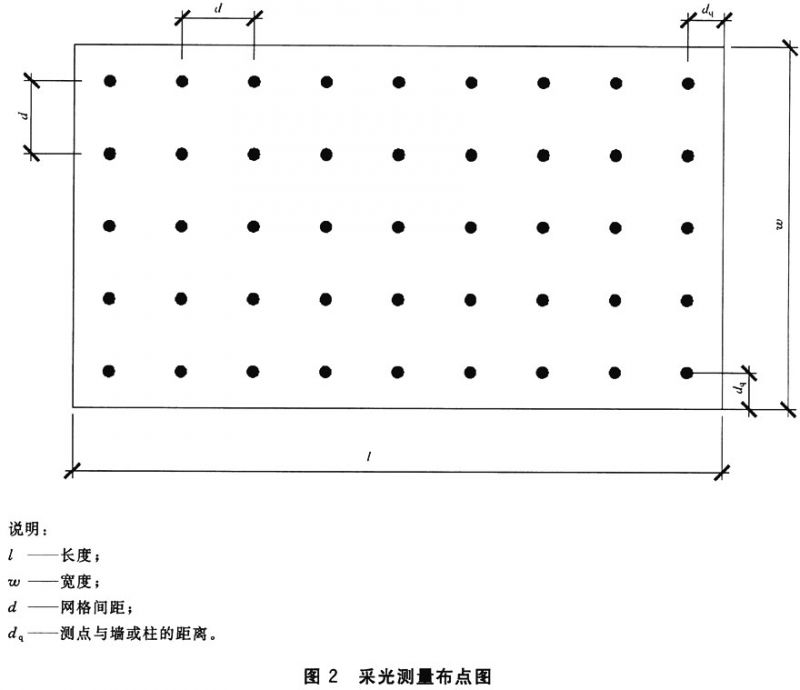 d
d_q
d
w
d_q
l
说明：
l ——长度；
w ——宽度；
d ——网格间距；
d_q——测点与墙或柱的距离。
图 2 采光测量布点图